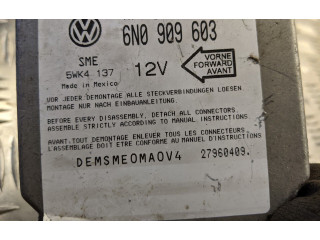 6N0 909 603
SME
5WK4 137
Made in Mexico
12V
VORNE
FORWARD
AVANT
VOR JEDER DEMONTAGE ALLE STECKVERBINDUNGEN LOESEN
MONTAGE NUR NACH EINBAUANLEITUNG.
BEFORE EVERY DISASSEMBLY, DETACH ALL CONNECTORS
ASSEMBLE STRICTLY ACCORDING TO MANUAL INSTRUCTIONS
AVANT.TOUT DEMONTAGE ENLEVER TOUS LES CONNECTEURS
L'ASSEMBLAGE DOIT ETRE CONFORME AU MANUEL D'INSTRUCTIONS
DEMSME0MA0V4 27960409.